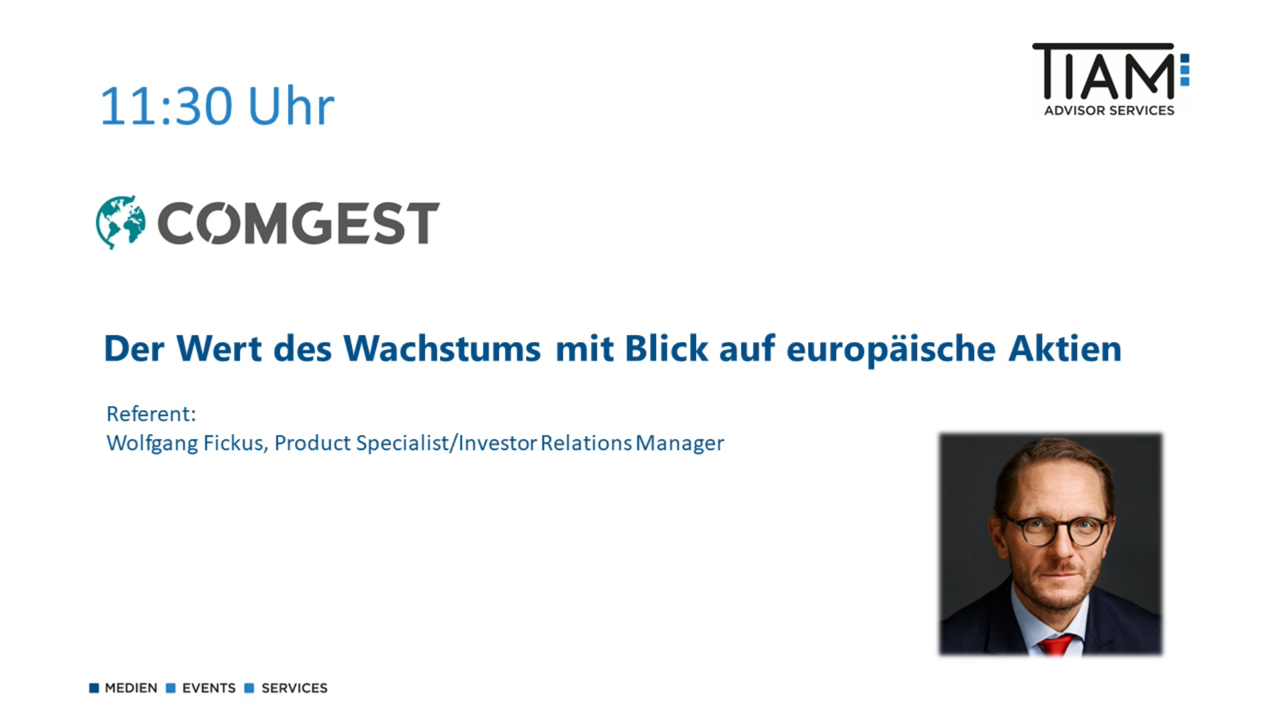 TIAM
ADVISOR SERVICES
11:30 Uhr
COMGEST
Der Wert des Wachstums mit Blick auf europäische Aktien
Referent:
Wolfgang Fickus, Product Specialist/Investor Relations Manager
MEDIEN EVENTS SERVICES